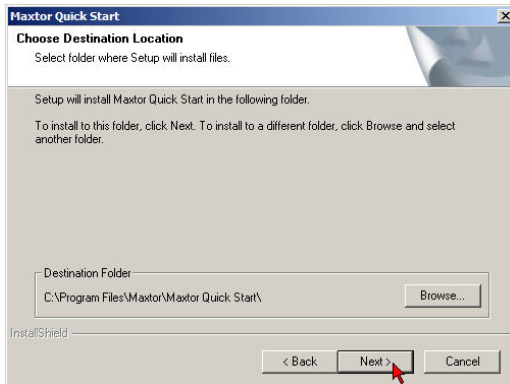 Maxtor Quick Start
Choose Destination Location
Select folder where Setup will install files.
Setup will install Maxtor Quick Start in the following folder.
To install to this folder, click Next. To install to a different folder, click Browse and select
another folder.
Destination Folder
C:\Program Files\Maxtor\Maxtor Quick Start\
Browse...
InstallShield
< Back
Next >
Cancel